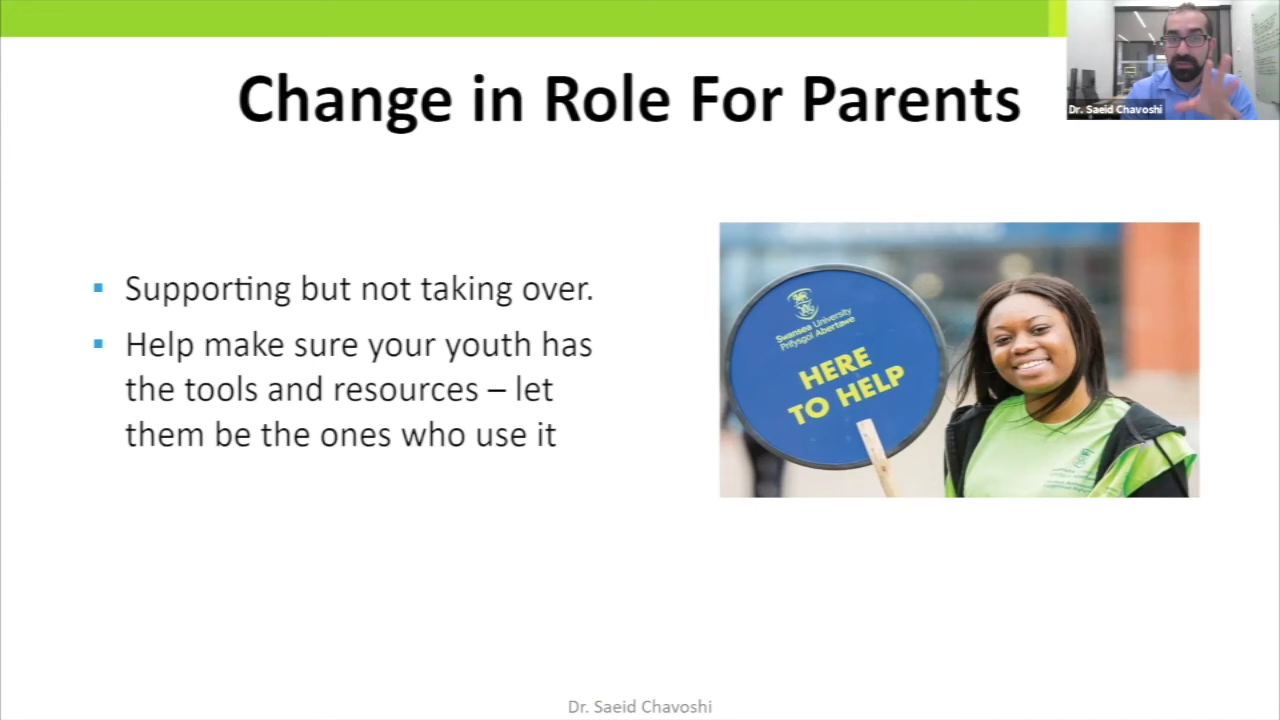 Change in Role For Parents
Dr. Saeid Chavoshi
▪ Supporting but not taking over.
▪ Help make sure your youth has
the tools and resources – let
them be the ones who use it
Swansea University
Prifysgol Abertawe
HERE
TO HELP
Dr. Saeid Chavoshi